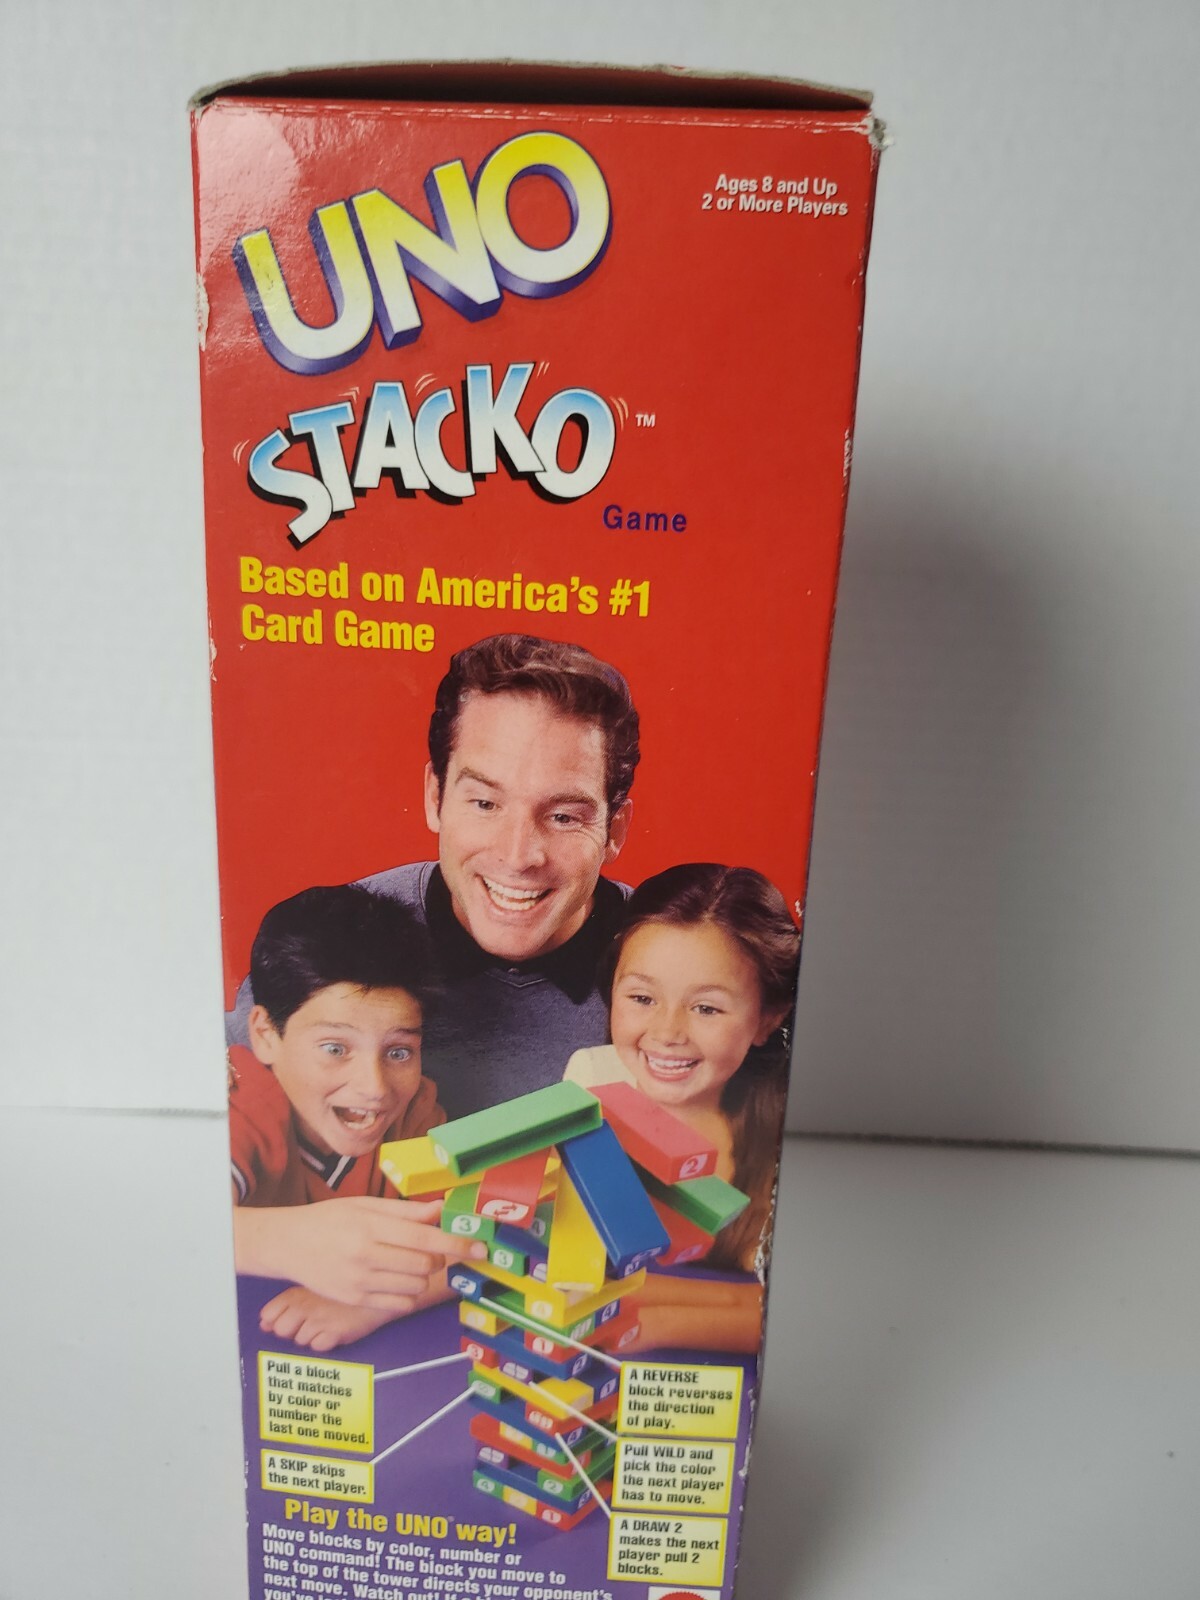 UNO
STACKO™
Game
Ages 8 and Up
2 or More Players
Based on America's #1
Card Game
Pull a block
that matches
by color or
number the
last one moved.
A SKIP skips
the next player.
A REVERSE
block reverses
the direction
of play.
Pull WILD and
pick the color
the next player
has to move.
A DRAW 2
makes the next
player pull 2
blocks.
Play the UNO® way!
Move blocks by color, number or
UNO command! The block you move to
the top of the tower directs your opponent's
next move. Watch out! If a
you've